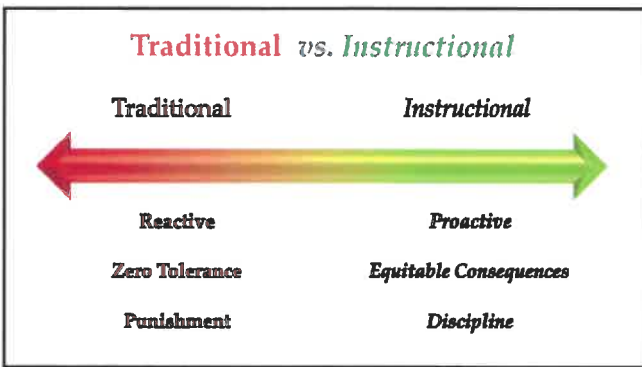 Traditional vs. Instructional
Traditional Instructional
Reactive Proactive
Zero Tolerance Equitable Consequences
Punishment Discipline